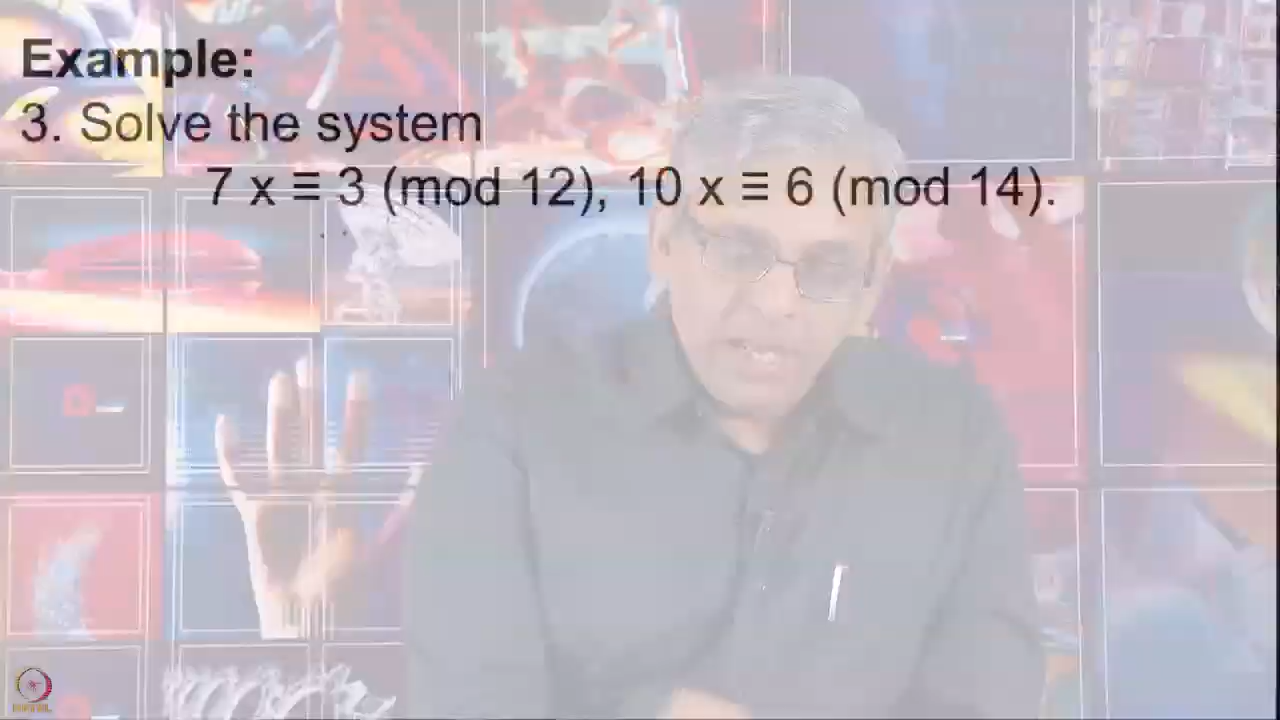 Example:
3. Solve the system
7 x ≡ 3 (mod 12), 10 x ≡ 6 (mod 14).